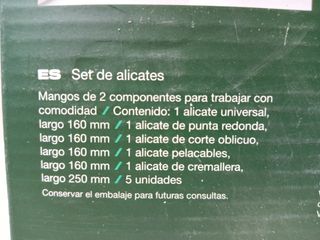 ES Set de alicates
Mangos de 2 componentes para trabajar con
comodidad / Contenido: 1 alicate universal,
largo 160 mm / 1 alicate de punta redonda,
largo 160 mm / 1 alicate de corte oblicuo,
largo 160 mm / 1 alicate pelacables,
largo 160 mm / 1 alicate de cremallera,
largo 250 mm / 5 unidades
Conservar el embalaje para futuras consultas.